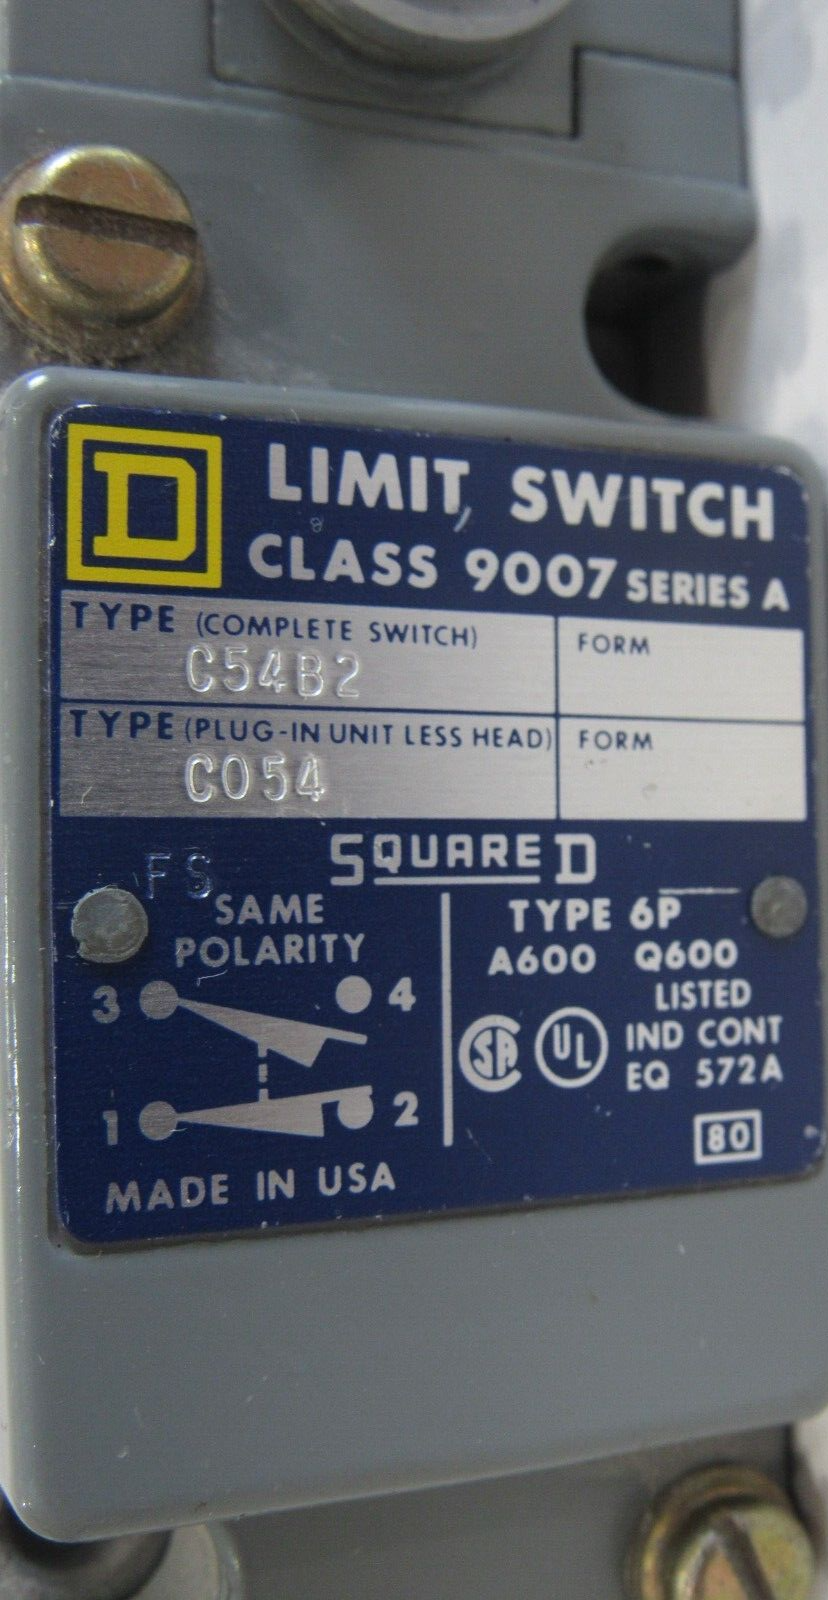 D
LIMIT SWITCH
CLASS 9007 SERIES A
TYPE (COMPLETE SWITCH)
C54B2
FORM
TYPE (PLUG-IN UNIT LESS HEAD)
CO54
FORM
FS
SQUARE D
SAME
POLARITY
3
4
1
2
MADE IN USA
TYPE 6P
A600 Q600
LISTED
SA
UL
IND CONT
EQ 572A
80